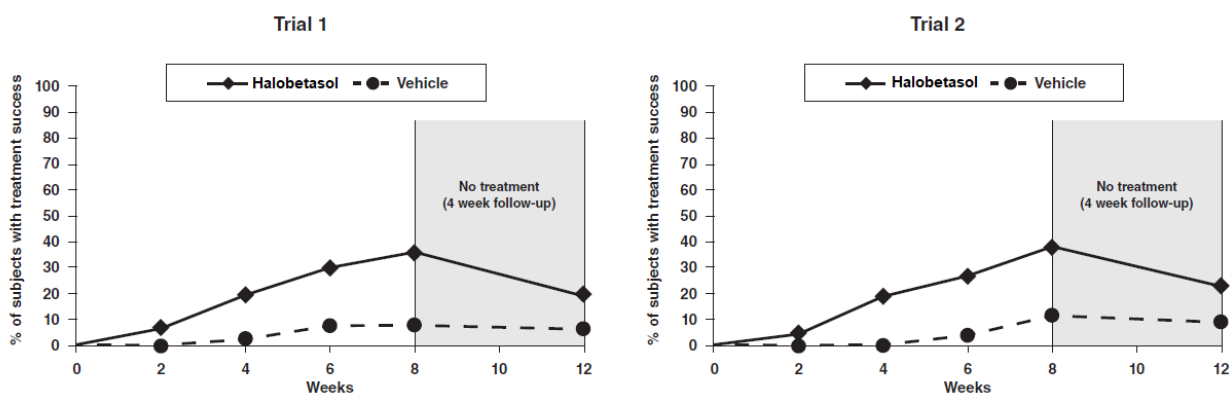 Trial 1
Halobetasol Vehicle
% of subjects with treatment success
100
90
80
70
60
50
40
30
20
10
0
No treatment
(4 week follow-up)
0 2 4 6 8 10 12
Weeks
Trial 2
Halobetasol Vehicle
% of subjects with treatment success
100
90
80
70
60
50
40
30
20
10
0
No treatment
(4 week follow-up)
0 2 4 6 8 10 12
Weeks